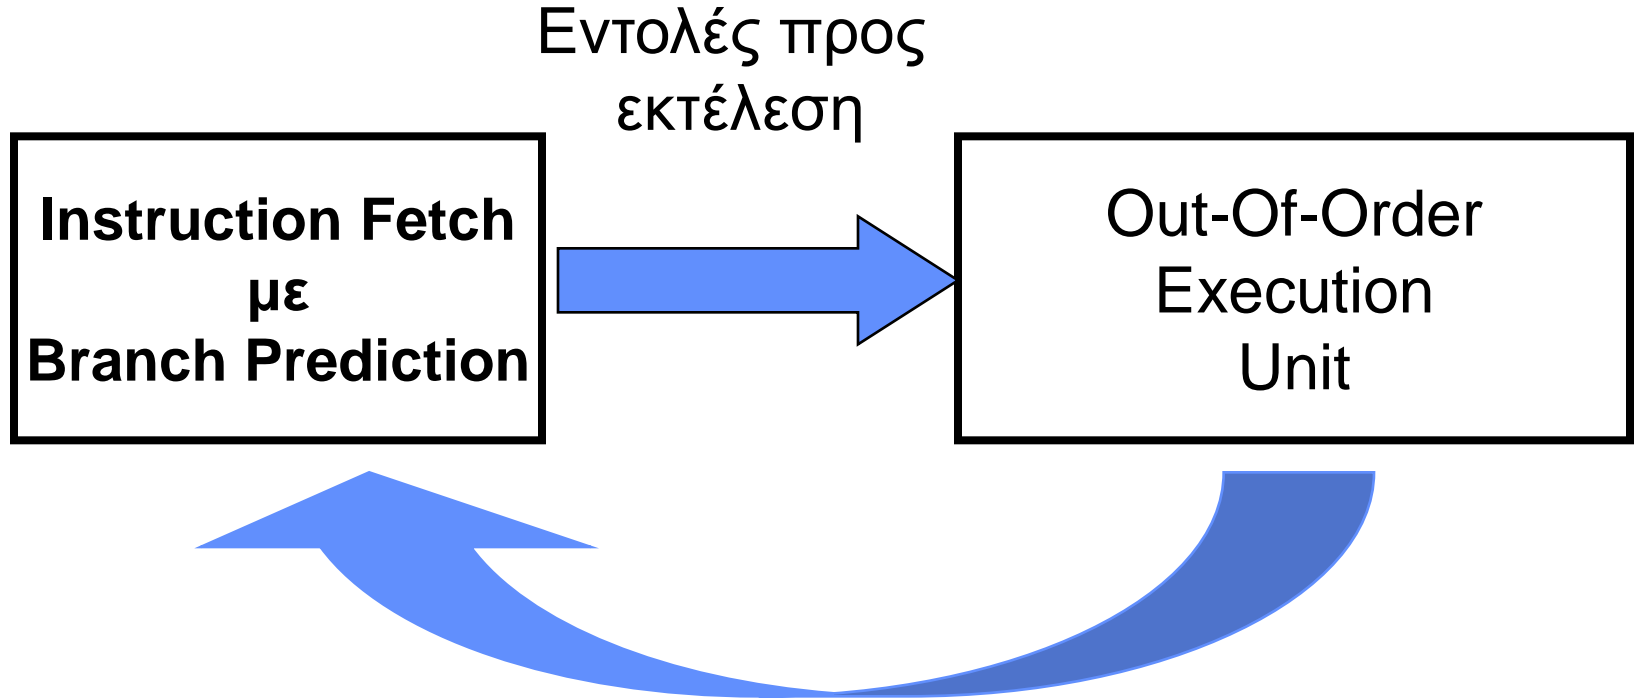 Εντολές προς
εκτέλεση
Instruction Fetch
με
Branch Prediction
Out-Of-Order
Execution
Unit